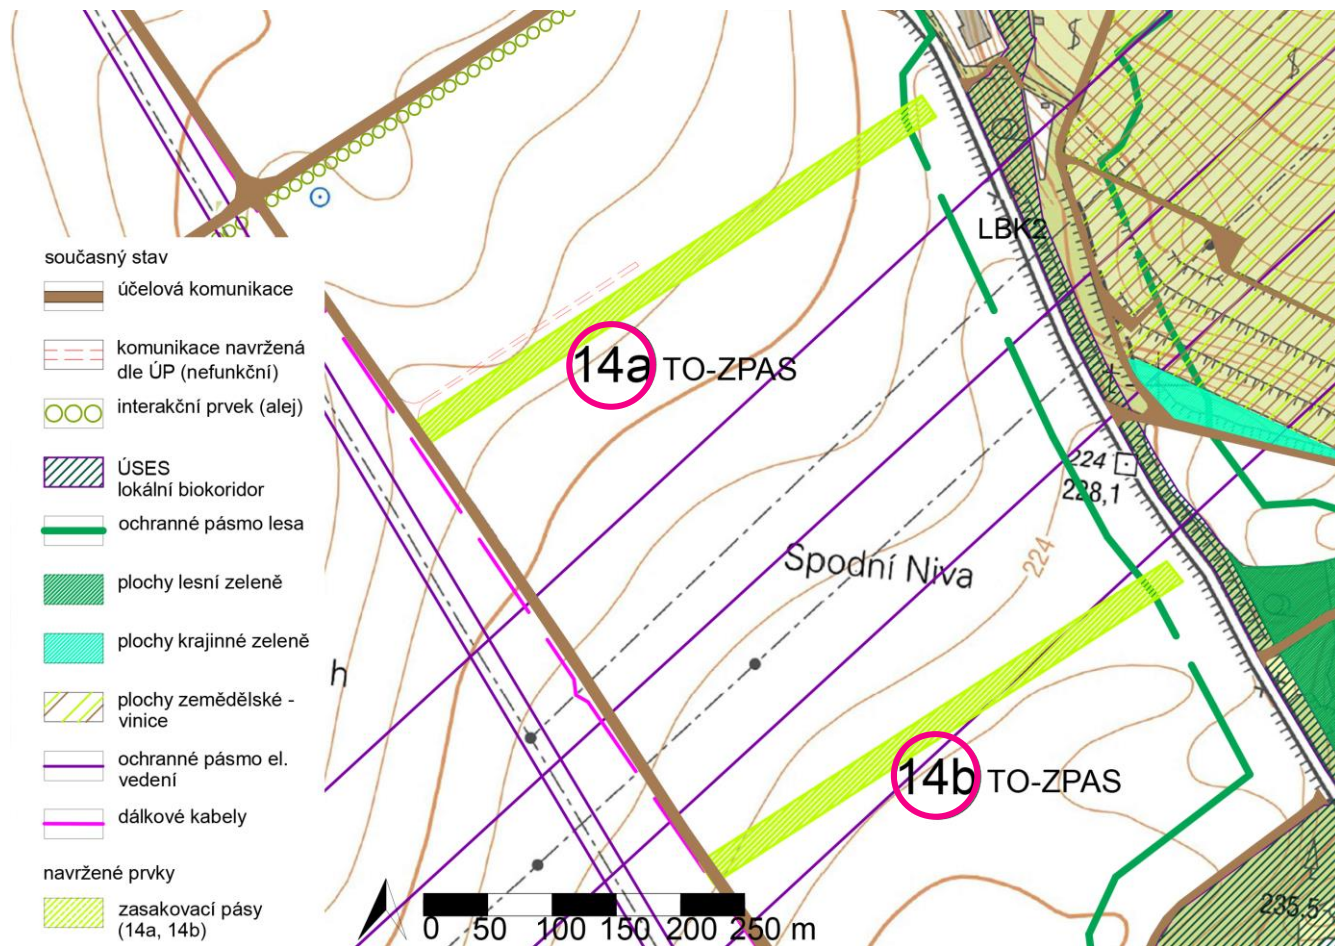 LBK2
14a TO-ZPAS
224
228,1
Spodní Niva
224
h
14b TO-ZPAS
235.5
současný stav
účelová komunikace
komunikace navržená
dle ÚP (nefunkční)
interakční prvek (alej)
ÚSES
lokální biokoridor
ochranné pásmo lesa
plochy lesní zeleně
plochy krajinné zeleně
plochy zemědělské -
vinice
ochranné pásmo el.
vedení
dálkové kabely
navržené prvky
zasakovací pásy
(14a, 14b)
0 50 100 150 200 250 m